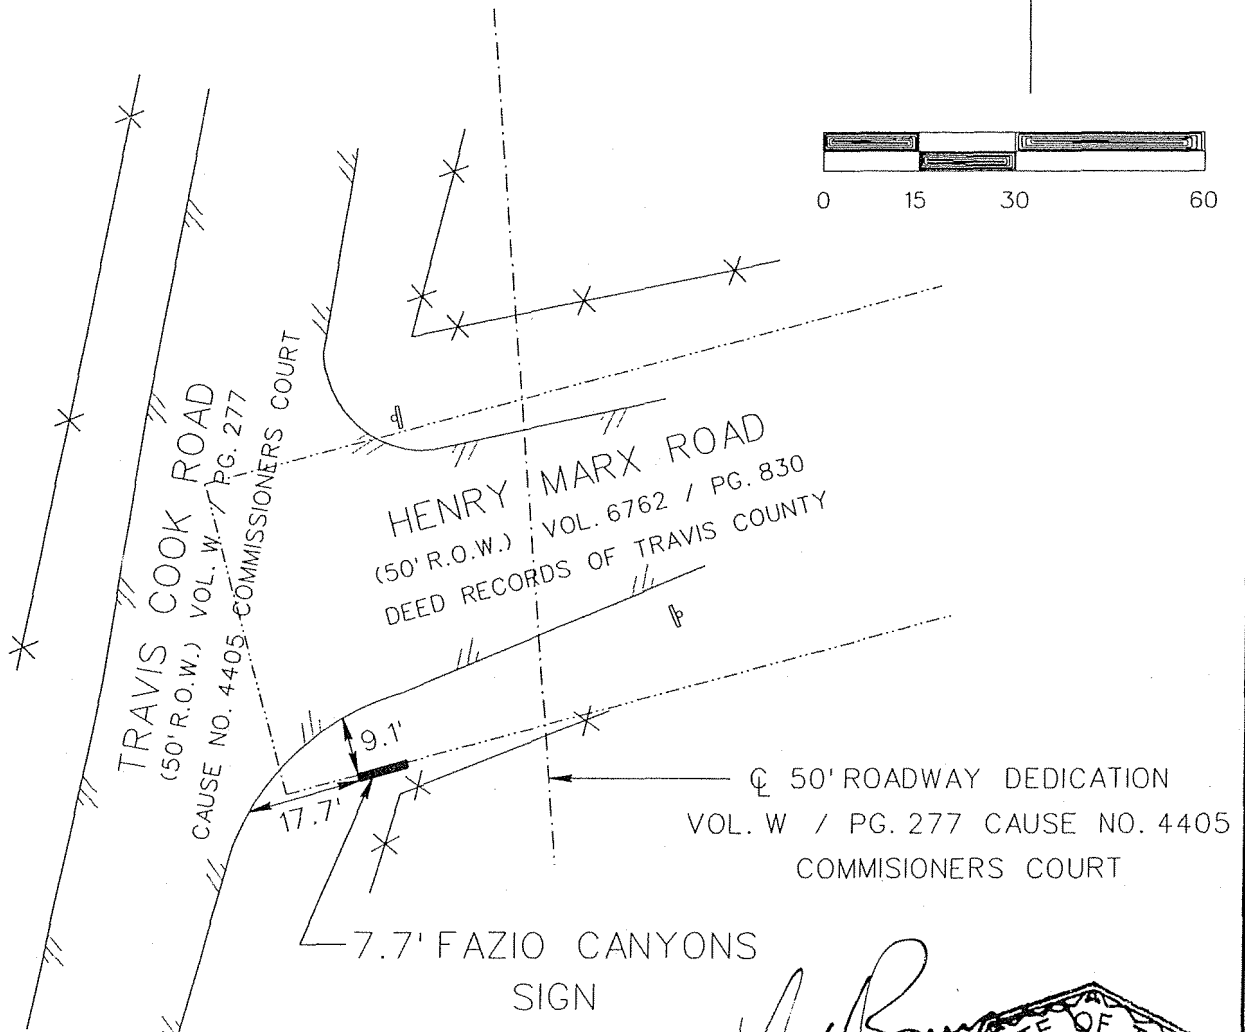 0 15 30 60
TRAVIS COOK ROAD
(50' R.O.W.) VOL. W / PG. 277
CAUSE NO. 4405 COMMISSIONERS COURT
HENRY MARX ROAD
(50' R.O.W.) VOL. 6762 / PG. 830
DEED RECORDS OF TRAVIS COUNTY
9.1'
17.7'
℄ 50' ROADWAY DEDICATION
VOL. W / PG. 277 CAUSE NO. 4405
COMMISIONERS COURT
7.7' FAZIO CANYONS
SIGN
OF